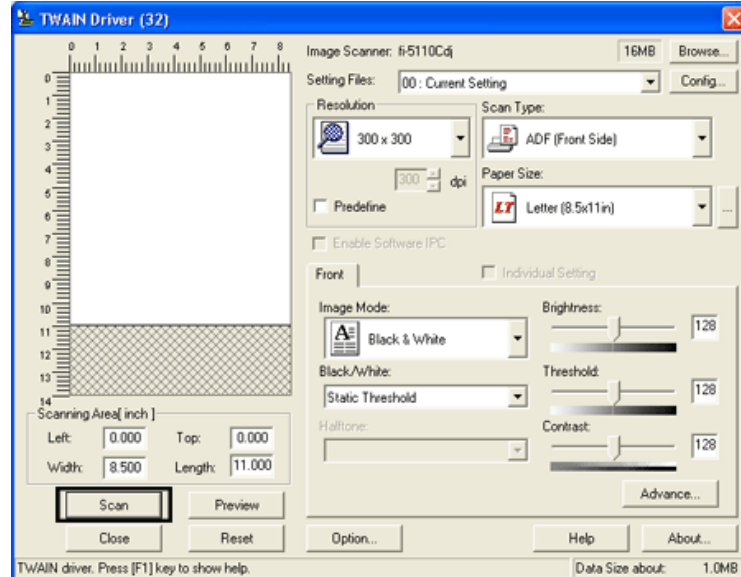 TWAIN Driver (32)
0 1 2 3 4 5 6 7 8
Image Scanner: fi-5110Cdj
16MB
Browse...
Setting Files:
00 : Current Setting
Config...
0
1
2
3
4
5
6
7
8
9
10
11
12
13
14
Resolution
300 x 300
300 dpi
Predefine
Scan Type:
ADF (Front Side)
Paper Size:
LT
Letter (8.5x11in)
...
Enable Software IPC
Front
Individual Setting
Image Mode:
A
Black & White
Black/White:
Static Threshold
Halftone:
Brightness:
128
Threshold:
128
Contrast:
128
Advance...
Scanning Area[ inch ]
Left: 0.000 Top: 0.000
Width: 8.500 Length: 11.000
Scan Preview
Close Reset
Option... Help About...
TWAIN driver. Press [F1] key to show help.
Data Size about: 1.0MB